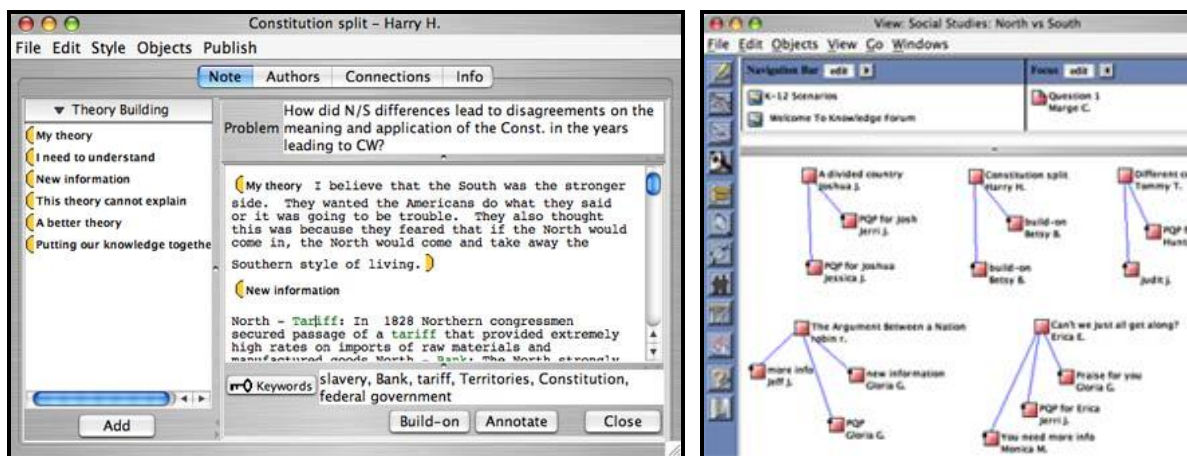 Constitution split – Harry H.
File Edit Style Objects Publish
Note Authors Connections Info
Theory Building
My theory
I need to understand
New information
This theory cannot explain
A better theory
Putting our knowledge togethe
Add
Problem
How did N/S differences lead to disagreements on the
meaning and application of the Const. in the years
leading to CW?
My theory I believe that the South was the stronger
side. They wanted the Americans do what they said
or it was going to be trouble. They also thought
this was because they feared that if the North would
come in, the North would come and take away the
Southern style of living.
New information
North - Tariff: In 1828 Northern congressmen
secured passage of a tariff that provided extremely
high rates on imports of raw materials and
manufactured goods North - Bank: The North strongly
Keywords
slavery, Bank, tariff, Territories, Constitution,
federal government
Build-on Annotate Close
View: Social Studies: North vs South
File Edit Objects View Go Windows
Navigation Bar edit
K-12 Scenarios
Welcome To Knowledge Forum
Focus edit
Question 1
Marge C.
A divided country
Joshua J.
PQP for Josh
Jerri J.
PQP for Joshua
Jessica J.
Constitution split
Harry H.
build-on
Betsy B.
build-on
Betsy B.
Different c
Tommy T.
PQP f
Hunt
Judit J.
The Argument Between a Nation
robin r.
more info
Jeff J.
new information
Gloria G.
PQP
Gloria G.
Can't we just all get along?
Erica E.
Praise for you
Gloria G.
PQP for Erica
Jerri J.
You need more info
Monica M.